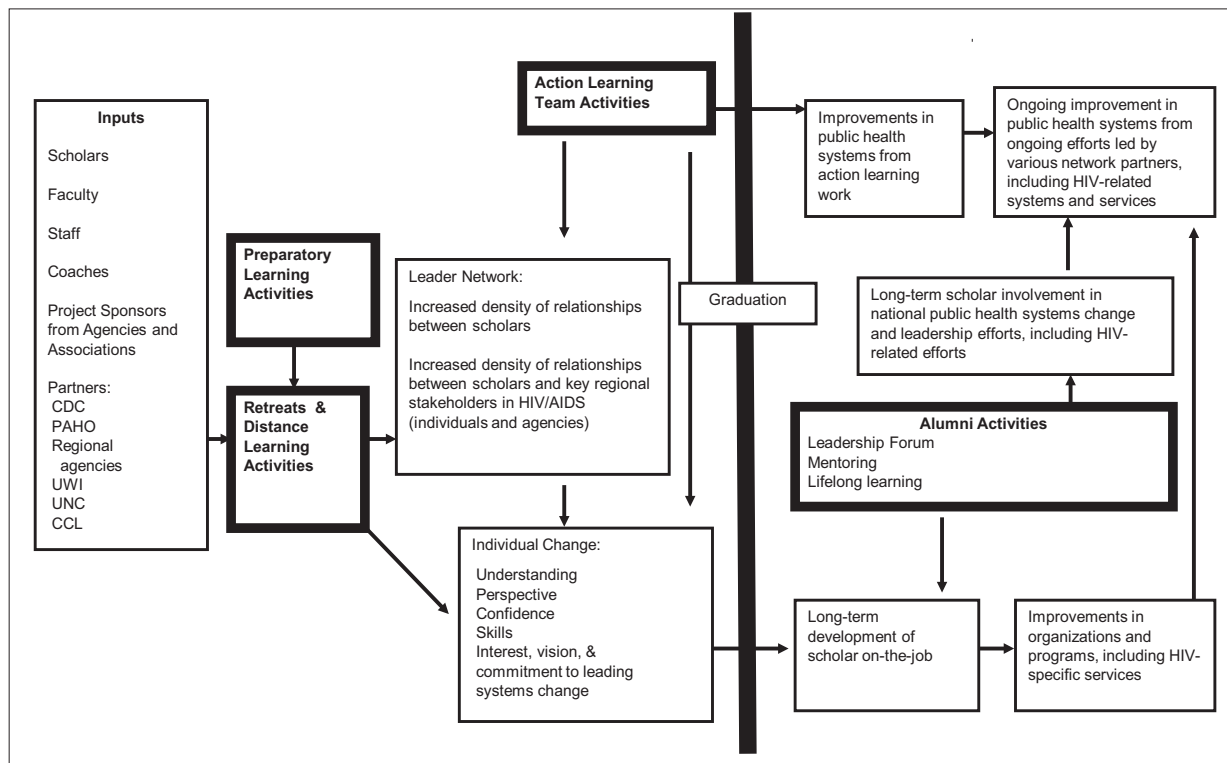 Inputs
Scholars
Faculty
Staff
Coaches
Project Sponsors
from Agencies and
Associations
Partners:
CDC
PAHO
Regional
agencies
UWI
UNC
CCL
Preparatory
Learning
Activities
Retreats &
Distance
Learning
Activities
Action Learning
Team Activities
Leader Network:
Increased density of relationships
between scholars
Increased density of relationships
between scholars and key regional
stakeholders in HIV/AIDS
(individuals and agencies)
Individual Change:
Understanding
Perspective
Confidence
Skills
Interest, vision, &
commitment to leading
systems change
Graduation
Improvements in
public health
systems from
action learning
work
Ongoing improvement in
public health systems from
ongoing efforts led by
various network partners,
including HIV-related
systems and services
Long-term scholar involvement in
national public health systems change
and leadership efforts, including HIV-
related efforts
Alumni Activities
Leadership Forum
Mentoring
Lifelong learning
Long-term
development of
scholar on-the-job
Improvements in
organizations and
programs, including HIV-
specific services